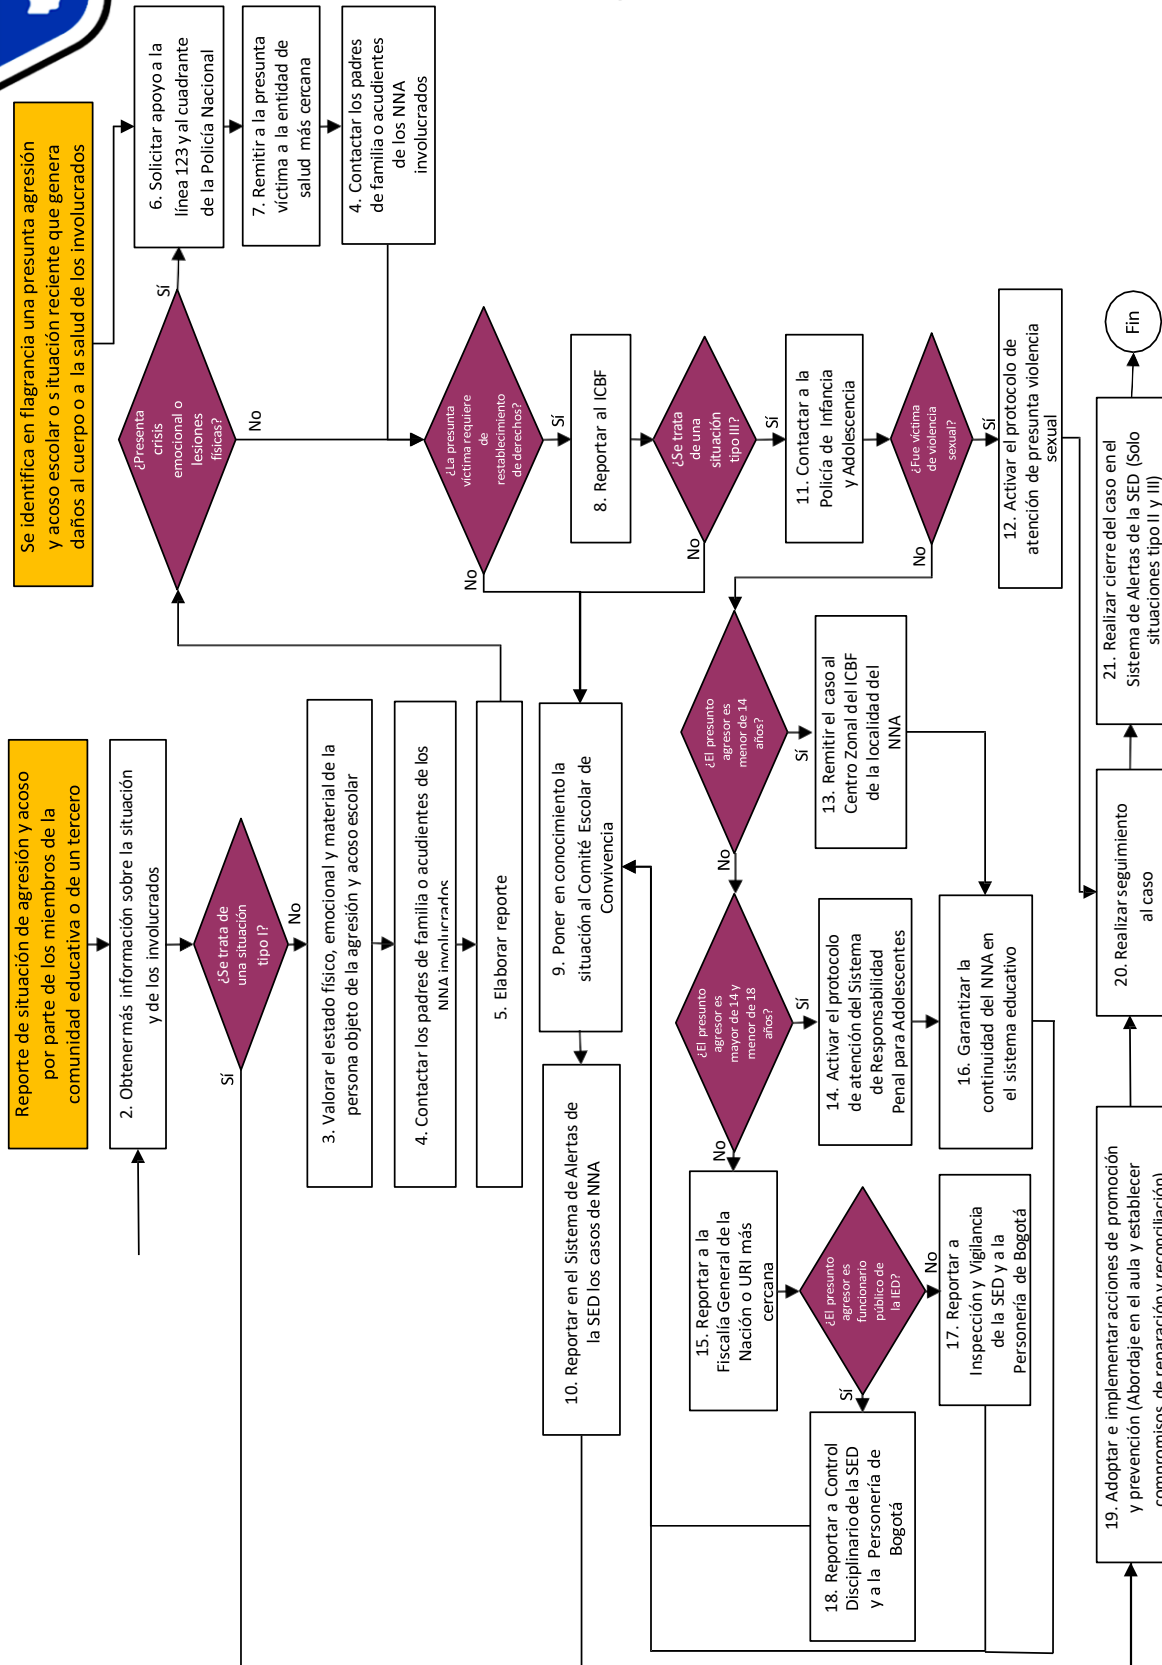 Reporte de situación de agresión y acoso
por parte de los miembros de la
comunidad educativa o de un tercero
2. Obtenermás información sobre la situación
y de los involucrados
¿Se trata de
una situación
tipo I?
Sí
No
3. Valorar el estado físico, emocional y material de la
persona objeto de la agresión y acoso escolar
4. Contactar los padres de familia o acudientes de los
NNA involucrados
5. Elaborar reporte
Se identifica en flagrancia una presunta agresión
y acoso escolar o situación reciente que genera
daños al cuerpo o a la salud de los involucrados
¿Presenta
crisis
emocional o
lesiones
físicas?
Sí
No
6. Solicitar apoyo a la
línea 123 y al cuadrante
de la Policía Nacional
7. Remitir a la presunta
víctima a la entidad de
salud más cercana
4. Contactar los padres
de familia o acudientes
de los NNA
involucrados
¿La presunta
víctima requiere
de
restablecimiento
de derechos?
No
Sí
8. Reportar al ICBF
¿Se trata
de una
situación
tipo III?
No
Sí
9. Poner en conocimiento la
situación al Comité Escolar de
Convivencia
10. Reportar en el Sistema de Alertas de
la SED los casos de NNA
11. Contactar a la
Policía de Infancia
y Adolescencia
¿Fue víctima
de violencia
sexual?
No
Sí
12. Activar el protocolo de
atención de presunta violencia
sexual
¿El presunto
agresor es
menor de 14
años?
Sí
No
13. Remitir el caso al
Centro Zonal del ICBF
de la localidad del
NNA
¿El presunto
agresor es
mayor de 14 y
menor de 18
años?
Sí
No
14. Activar el protocolo
de atención del Sistema
de Responsabilidad
Penal para Adolescentes
16. Garantizar la
continuidad del NNA en
el sistema educativo
15. Reportar a la
Fiscalía General de la
Nación o URI más
cercana
¿El presunto
agresor es
funcionario
público de
la IED?
Sí
No
17. Reportar a
Inspección y Vigilancia
de la SED y a la
Personería de Bogotá
18. Reportar a Control
Disciplinario de la SED
y a la Personería de
Bogotá
19. Adoptar e implementar acciones de promoción
y prevención (Abordaje en el aula y establecer
compromisos de reparación y reconciliación)
20. Realizar seguimiento
al caso
21. Realizar cierre del caso en el
Sistema de Alertas de la SED (Solo
situaciones tipo II y III)
Fin